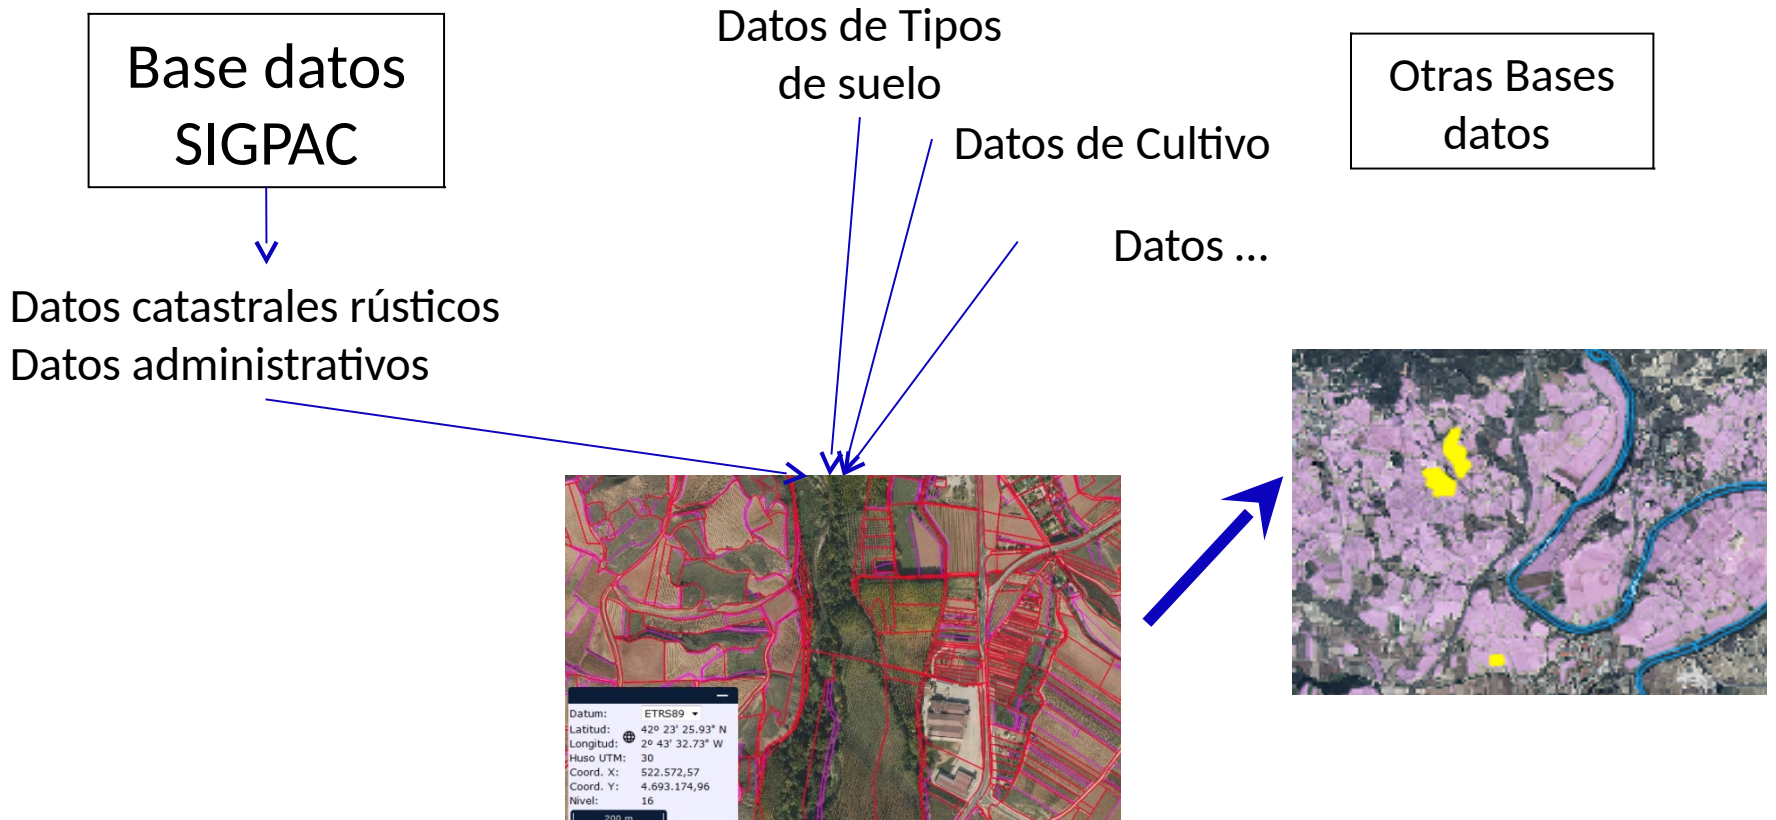 Base datos
SIGPAC
Datos de Tipos
de suelo
Otras Bases
datos
Datos de Cultivo
Datos ...
Datos catastrales rústicos
Datos administrativos
Datum: ETRS89
Latitud: 42º 23' 25.93" N
Longitud: 2º 43' 32.73" W
Huso UTM: 30
Coord. X: 522.572,57
Coord. Y: 4.693.174,96
Nivel: 16
200 m